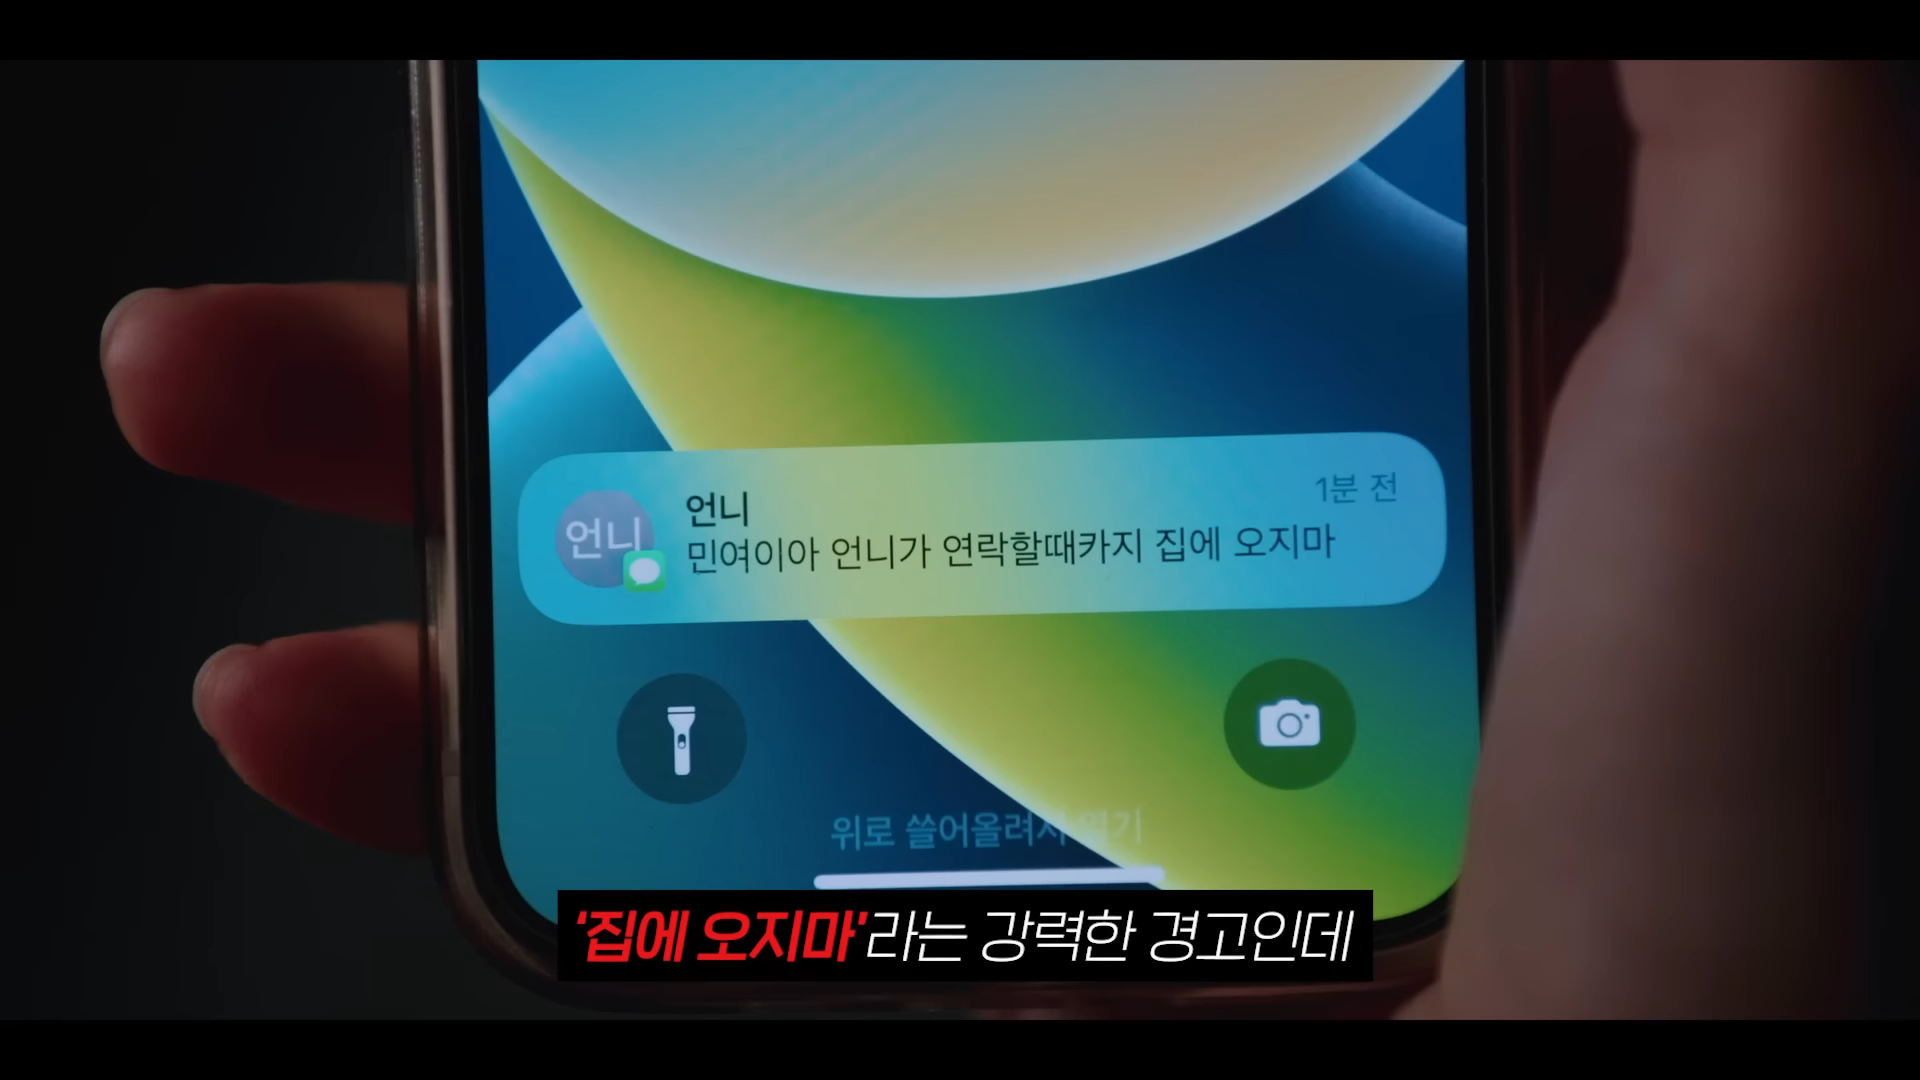 언니
1분 전
언니
민여이아 언니가 연락할때카지 집에 오지마
위로 쓸어올려서 열기
'집에 오지마'라는 강력한 경고인데